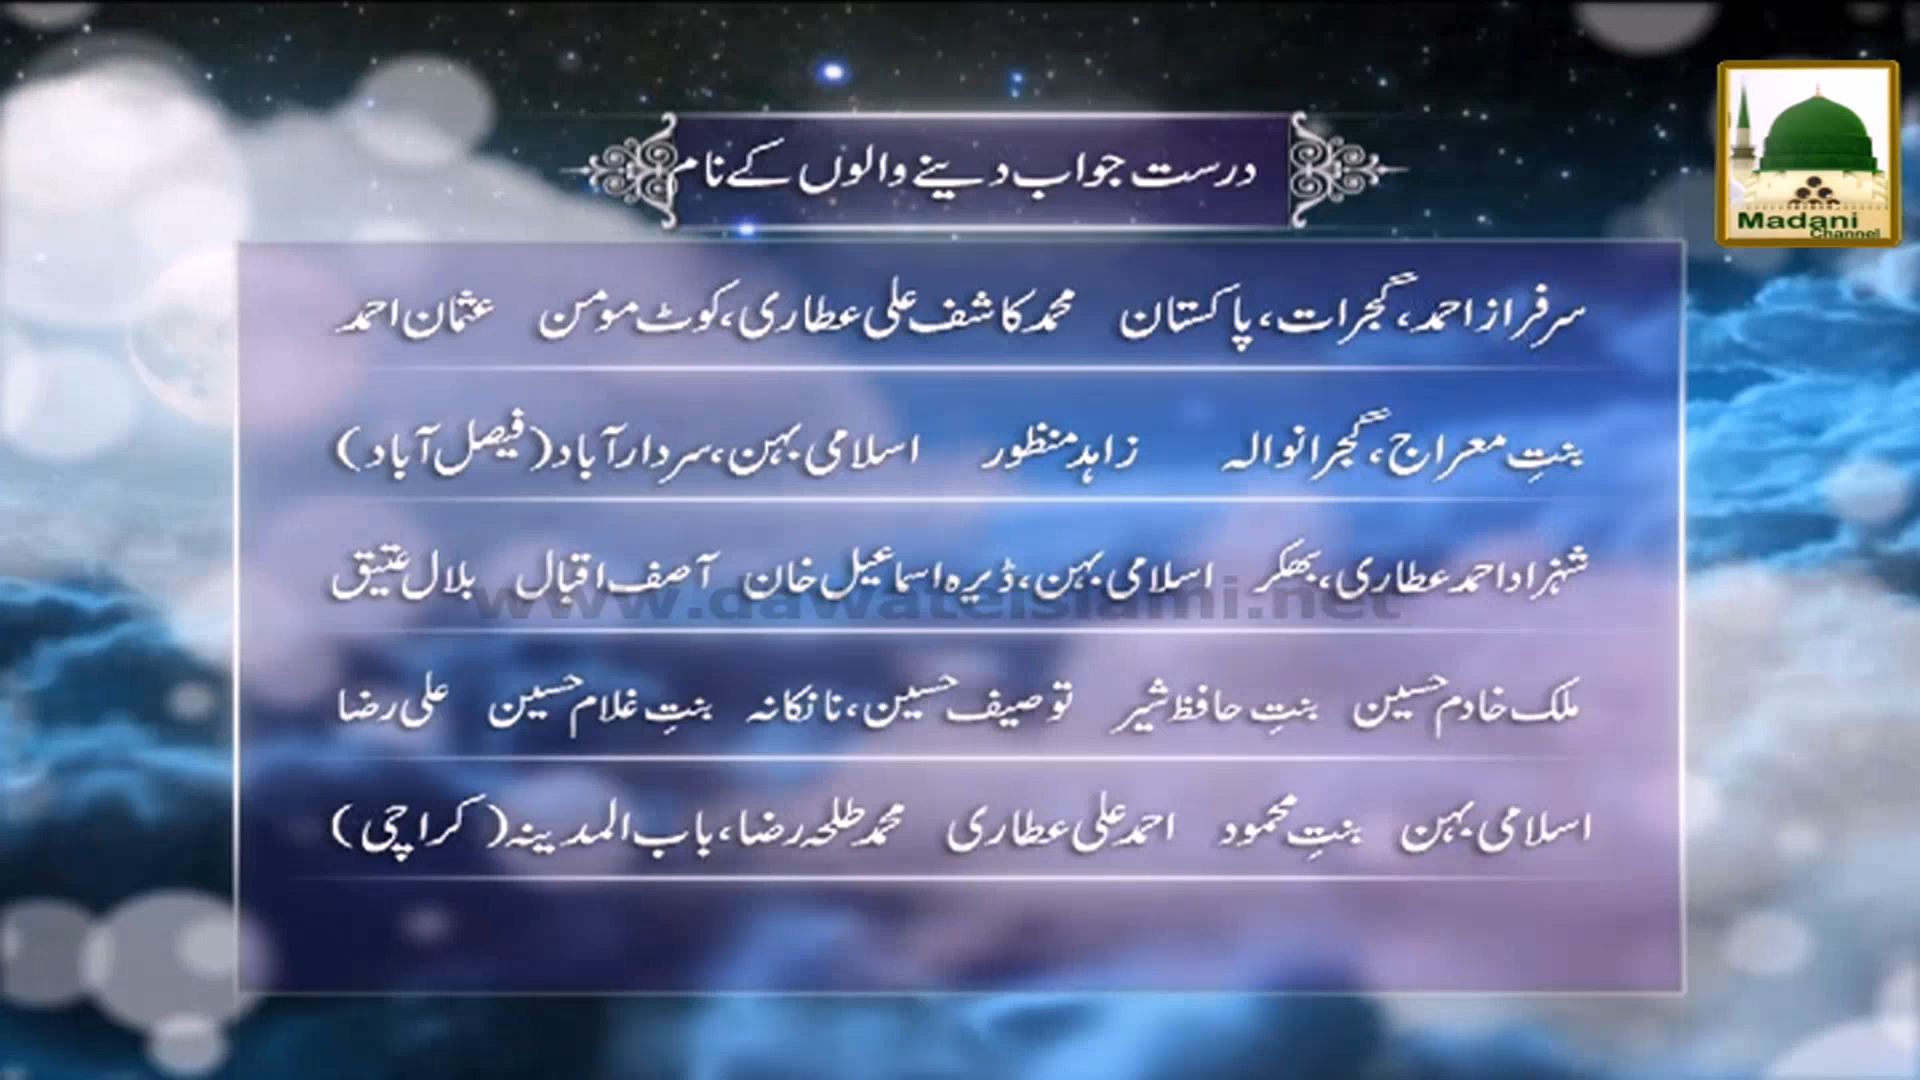 درست جواب دینے والوں کے نام
Madani
Channel
سرفراز احمد، گجرات، پاکستان محمد کاشف علی عطاری، کوٹ مومن عثمان احمد
بنتِ معراج، گجرانوالہ زاہد منظور اسلامی بہن، سردار آباد (فیصل آباد)
شہزاد احمد عطاری، بھکر اسلامی بہن، ڈیرہ اسماعیل خان آصف اقبال بلال عتیق
www.dawateislami.net
ملک خادم حسین بنتِ حافظ شیر توصیف حسین، نانکانہ بنتِ غلام حسین علی رضا
اسلامی بہن بنتِ محمود احمد علی عطاری محمد طلحہ رضا، باب المدینہ (کراچی)